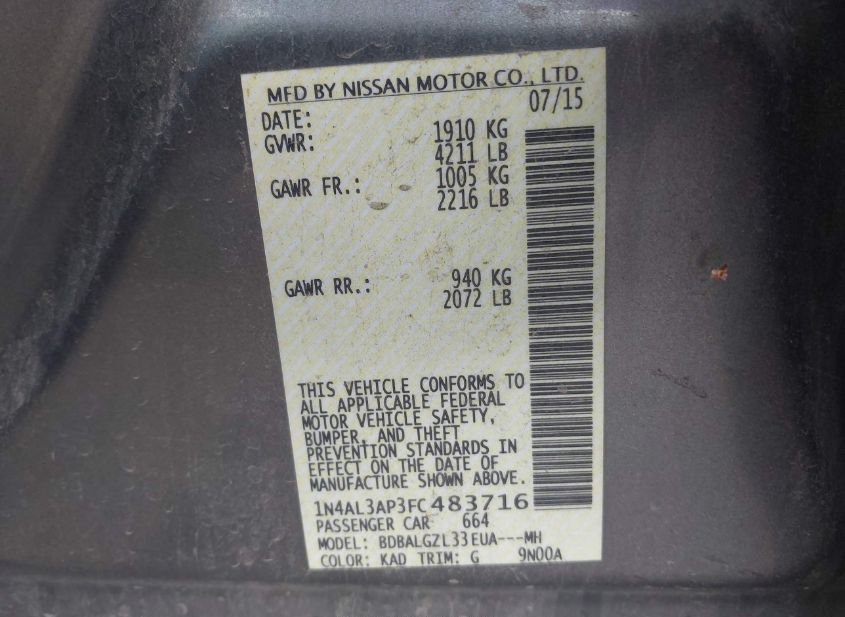 MFD BY NISSAN MOTOR CO., LTD.
DATE: 07/15
GVWR: 1910 KG
4211 LB
GAWR FR.: 1005 KG
2216 LB
GAWR RR.: 940 KG
2072 LB
THIS VEHICLE CONFORMS TO
ALL APPLICABLE FEDERAL
MOTOR VEHICLE SAFETY,
BUMPER, AND THEFT
PREVENTION STANDARDS IN
EFFECT ON THE DATE OF
MANUFACTURE SHOWN ABOVE.
1N4AL3AP3FC483716
PASSENGER CAR 664
MODEL: BDBALGZL33EUA---MH
COLOR: KAD TRIM: G 9N00A